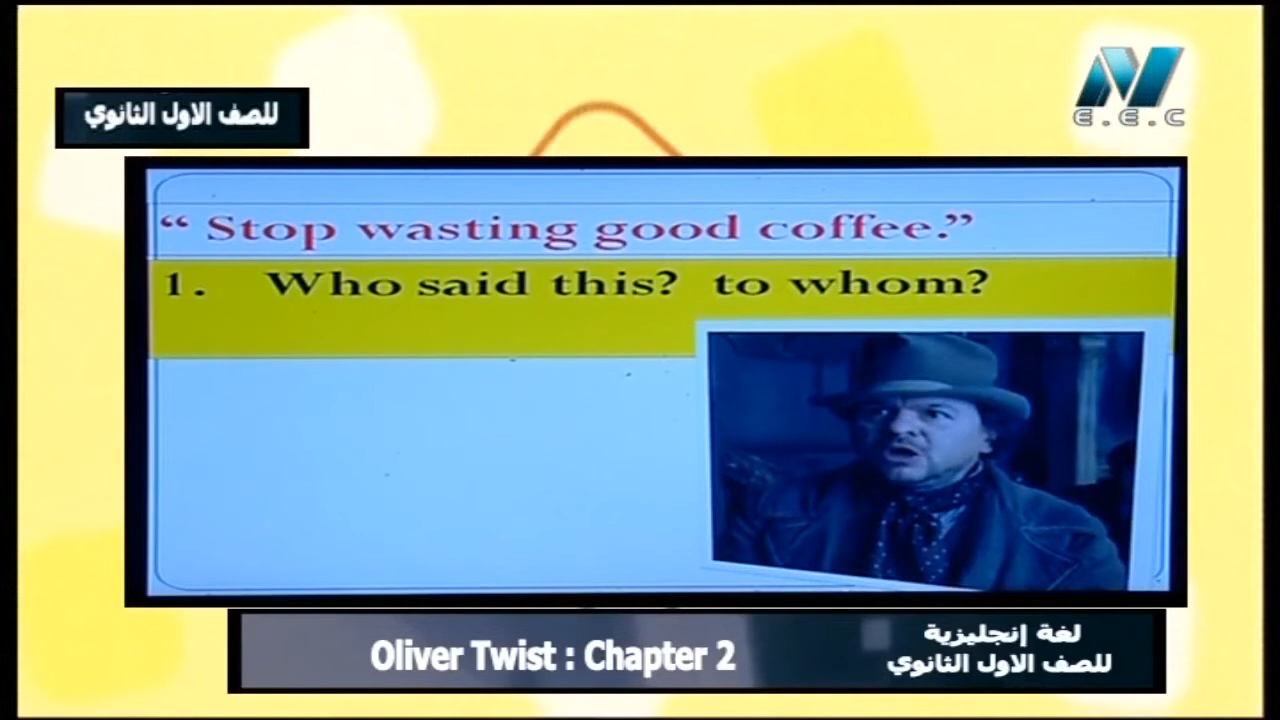 للصف الاول الثانوي
E.E.C
“ Stop wasting good coffee.”
1. Who said this? to whom?
Oliver Twist : Chapter 2
لغة إنجليزية
للصف الاول الثانوي